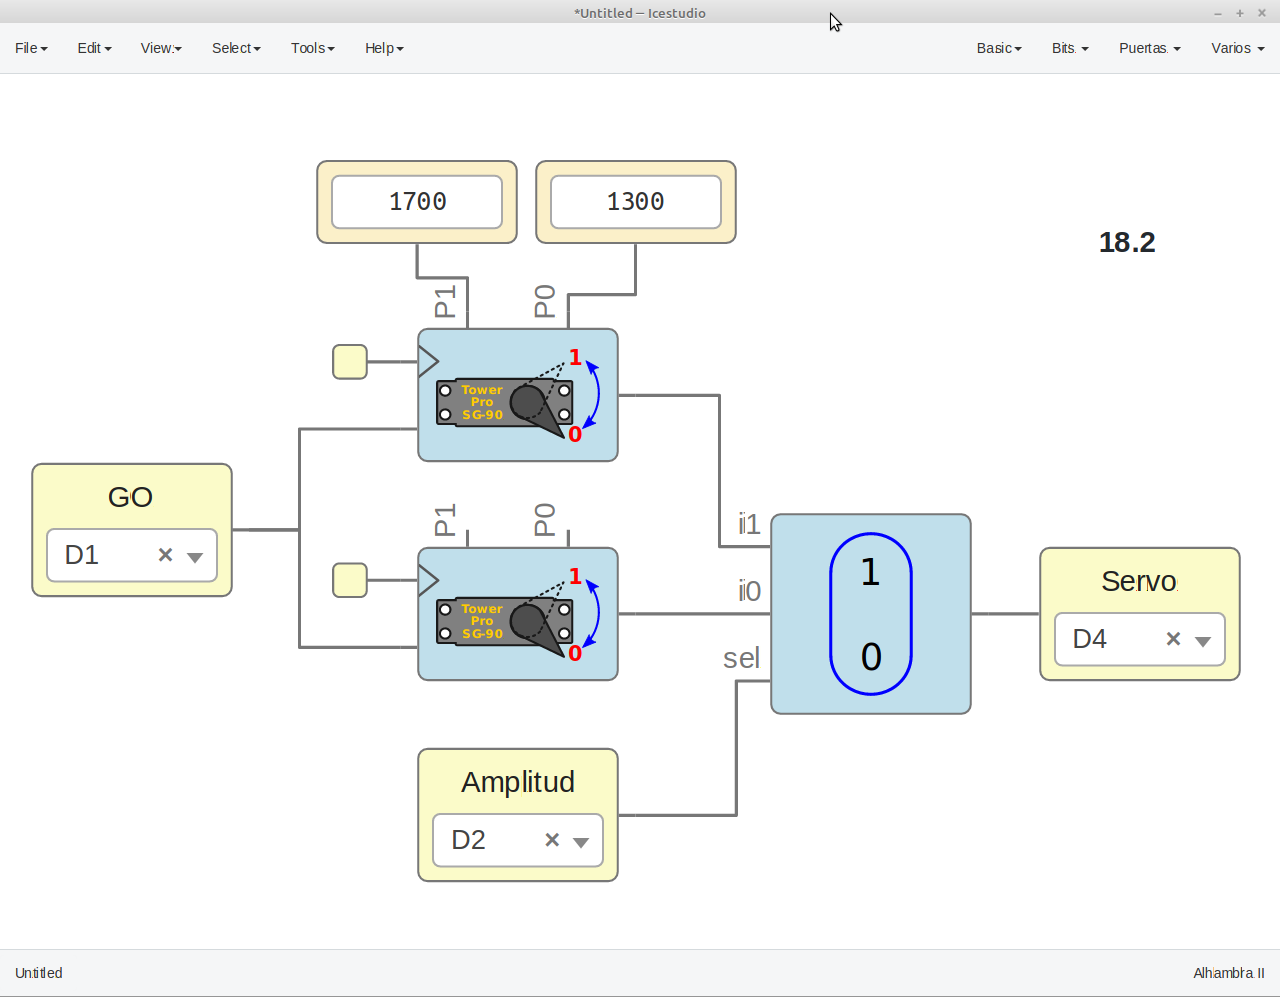 *Untitled – Icestudio
File Edit View Select Tools Help Basic Bits Puertas Varios
1700 1300
18.2
P1 P0
1
Tower
Pro
SG-90
0
GO
D1
P1 P0
1
Tower
Pro
SG-90
0
i1
i0
sel
1
0
Servo
D4
Amplitud
D2
Untitled Alhambra II